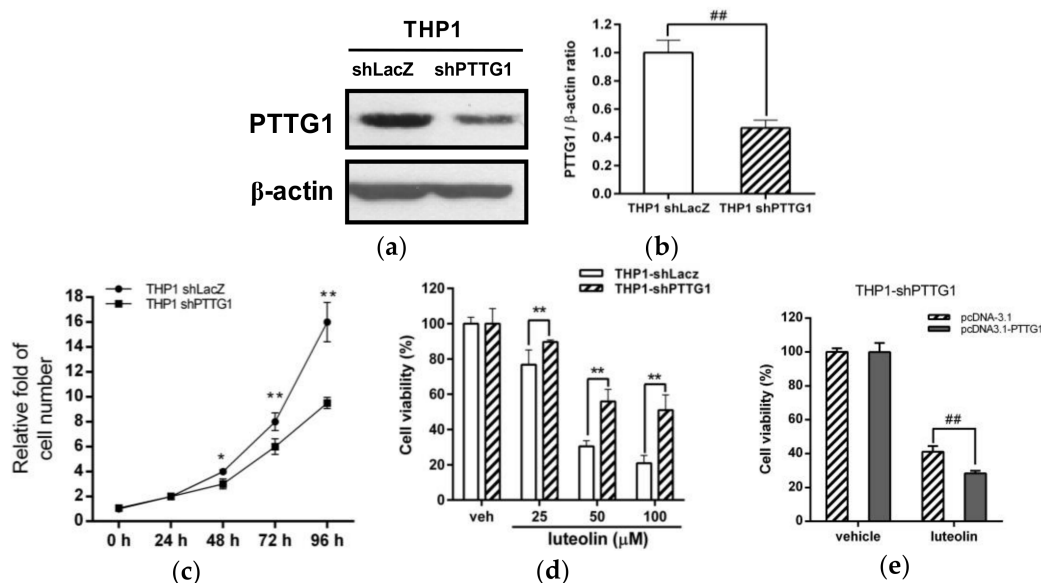 THP1
shLacZ shPTTG1
PTTG1
β-actin
(a)
PTTG1 / β-actin ratio
1.2
1.0
0.8
0.6
0.4
0.2
0.0
##
THP1 shLacZ THP1 shPTTG1
(b)
Relative fold of
cell number
THP1 shLacZ
THP1 shPTTG1
18
16
14
12
10
8
6
4
2
0
*
**
**
0 h 24 h 48 h 72 h 96 h
(c)
THP1-shLacz
THP1-shPTTG1
Cell viability (%)
120
100
80
60
40
20
0
**
**
**
veh 25 50 100
luteolin (μM)
(d)
THP1-shPTTG1
pcDNA-3.1
pcDNA3.1-PTTG1
Cell viability (%)
120
100
80
60
40
20
0
##
vehicle luteolin
(e)